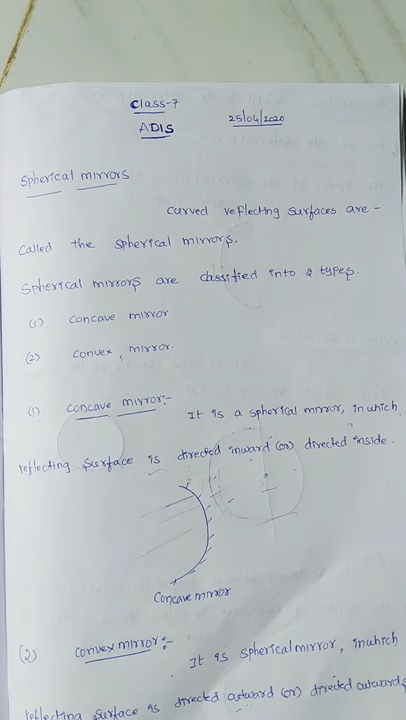 Class-7
ADIS
25/04/2020
Spherical mirrors
curved reflecting surfaces are -
called the spherical mirrors.
Spherical mirrors are classified into 2 types.
(1) concave mirror
(2) convex mirror.
(1) concave mirror:- It is a spherical mirror, in which
reflecting surface is directed inward (or) directed inside.
Concave mirror
(2) convex mirror:- It is spherical mirror, in which
reflecting surface is directed outward (or) directed outwards